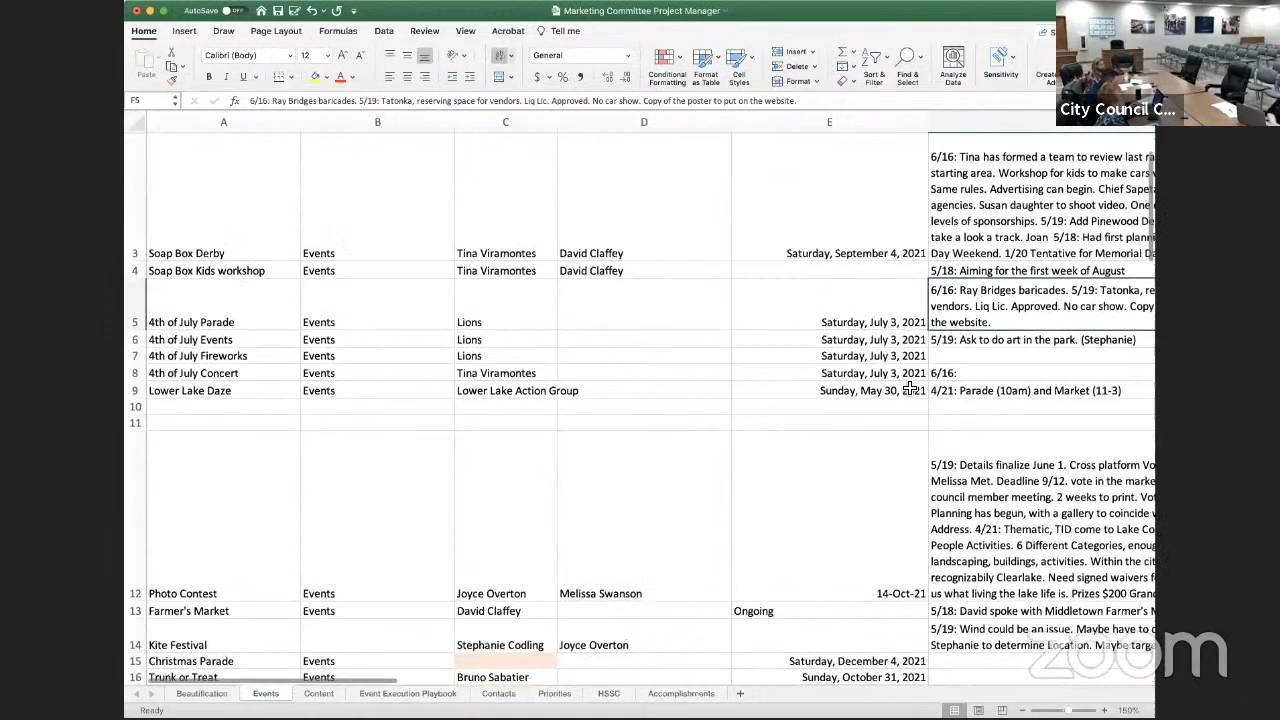 AutoSave OFF
Marketing Committee Project Manager
Home Insert Draw Page Layout Formulas Data Review View Acrobat Tell me
Paste
Calibri (Body) 12
General
Conditional Formatting
Format as Table
Cell Styles
Insert
Delete
Format
Sort & Filter
Find & Select
Analyze Data
Sensitivity
City Council C...
F5 fx 6/16: Ray Bridges baricades. 5/19: Tatonka, reserving space for vendors. Liq Lic. Approved. No car show. Copy of the poster to put on the website.
A B C D E
6/16: Tina has formed a team to review last
starting area. Workshop for kids to make cars
Same rules. Advertising can begin. Chief
agencies. Susan daughter to shoot video. One
levels of sponsorships. 5/19: Add Pinewood
take a look a track. Joan 5/18: Had first
3 Soap Box Derby Events Tina Viramontes David Claffey Saturday, September 4, 2021 Day Weekend. 1/20 Tentative for Memorial
4 Soap Box Kids workshop Events Tina Viramontes David Claffey 5/18: Aiming for the first week of August
6/16: Ray Bridges baricades. 5/19: Tatonka, re
vendors. Liq Lic. Approved. No car show. Copy
5 4th of July Parade Events Lions Saturday, July 3, 2021 the website.
6 4th of July Events Events Lions Saturday, July 3, 2021 5/19: Ask to do art in the park. (Stephanie)
7 4th of July Fireworks Events Lions Saturday, July 3, 2021
8 4th of July Concert Events Tina Viramontes Saturday, July 3, 2021 6/16:
9 Lower Lake Daze Events Lower Lake Action Group Sunday, May 30, 2021 4/21: Parade (10am) and Market (11-3)
10
11
5/19: Details finalize June 1. Cross platform Vo
Melissa Met. Deadline 9/12. vote in the marke
council member meeting. 2 weeks to print. Vot
Planning has begun, with a gallery to coincide
Address. 4/21: Thematic, TID come to Lake Co
People Activities. 6 Different Categories, enoug
landscaping, buildings, activities. Within the cit
recognizabily Clearlake. Need signed waivers f
12 Photo Contest Events Joyce Overton Melissa Swanson 14-Oct-21 us what living the lake life is. Prizes $200 Gran
13 Farmer's Market Events David Claffey Ongoing 5/18: David spoke with Middletown Farmer's
5/19: Wind could be an issue. Maybe have to
14 Kite Festival Stephanie Codling Joyce Overton Stephanie to determine Location. Maybe targe
15 Christmas Parade Events Saturday, December 4, 2021
16 Trunk or Treat Events Bruno Sabatier Sunday, October 31, 2021
zoom
Beautification Events Content Event Execution Playbook Contacts Priorities HSSC Accomplishments +
Ready 150%